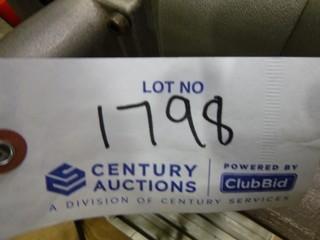 LOT NO
1798
CENTURY AUCTIONS
POWERED BY
ClubBid
A DIVISION OF CENTURY SERVICES